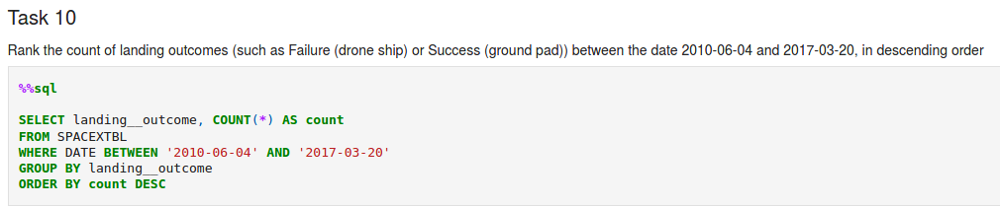 Task 10
Rank the count of landing outcomes (such as Failure (drone ship) or Success (ground pad)) between the date 2010-06-04 and 2017-03-20, in descending order
%%sql
SELECT landing__outcome, COUNT(*) AS count
FROM SPACEXTBL
WHERE DATE BETWEEN '2010-06-04' AND '2017-03-20'
GROUP BY landing__outcome
ORDER BY count DESC